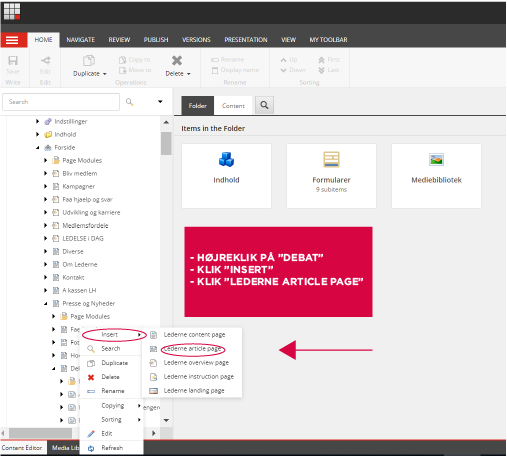 HOME NAVIGATE REVIEW PUBLISH VERSIONS PRESENTATION VIEW MY TOOLBAR
Save
Write
Edit
Edit
Duplicate
Copy to
Move to
Delete
Operations
Rename
Display name
Rename
Up
Down
First
Last
Sorting
Search
Indstillinger
Indhold
Forside
Page Modules
Bliv medlem
Kampagner
Faa hjaelp og svar
Udvikling og karriere
Medlemsfordele
LEDELSE i DAG
Diverse
Om Lederne
Kontakt
A kassen LH
Presse og Nyheder
Page Modules
Fae
Fot
Ho
Del
engere
Insert
Search
Duplicate
Delete
Rename
Copying
Sorting
Edit
Refresh
Lederne content page
Lederne article page
Lederne overview page
Lederne instruction page
Lederne landing page
Folder Content
Items in the Folder
Indhold
Formularer
9 subitems
Mediebibliotek
- HØJREKLIK PÅ ”DEBAT”
- KLIK ”INSERT”
- KLIK ”LEDERNE ARTICLE PAGE”
Content Editor Media Lib